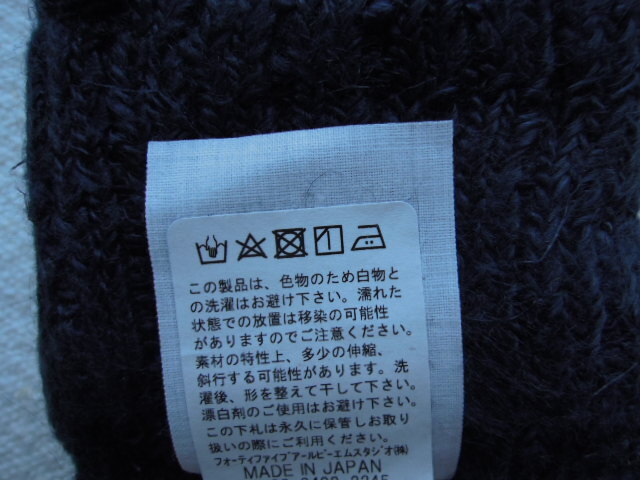 この製品は、色物のため白物と
の洗濯はお避け下さい。濡れた
状態での放置は移染の可能性
がありますのでご注意ください。
素材の特性上、多少の伸縮、
斜行する可能性があります。洗
濯後、形を整えて干して下さい。
漂白剤のご使用はお避け下さい。
この下札は永久に保管しお取り
扱いの際にご利用ください。
フォーティファイブアールピーエムスタジオ(株)
MADE IN JAPAN